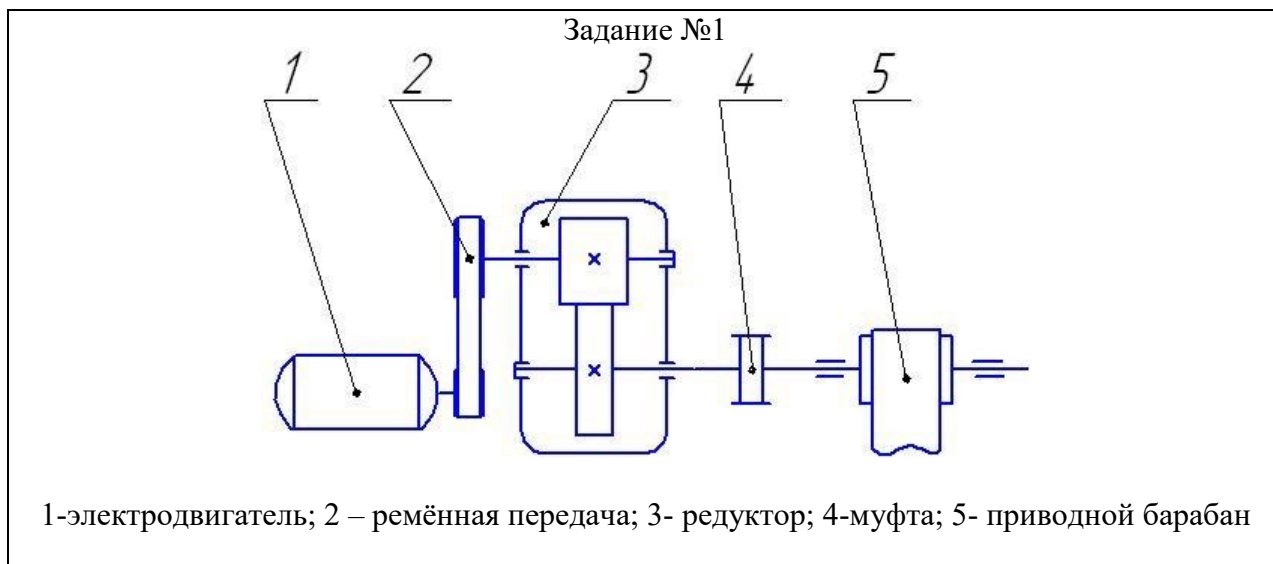 Задание №1
1 2 3 4 5
1-электродвигатель; 2 – ремённая передача; 3- редуктор; 4-муфта; 5- приводной барабан